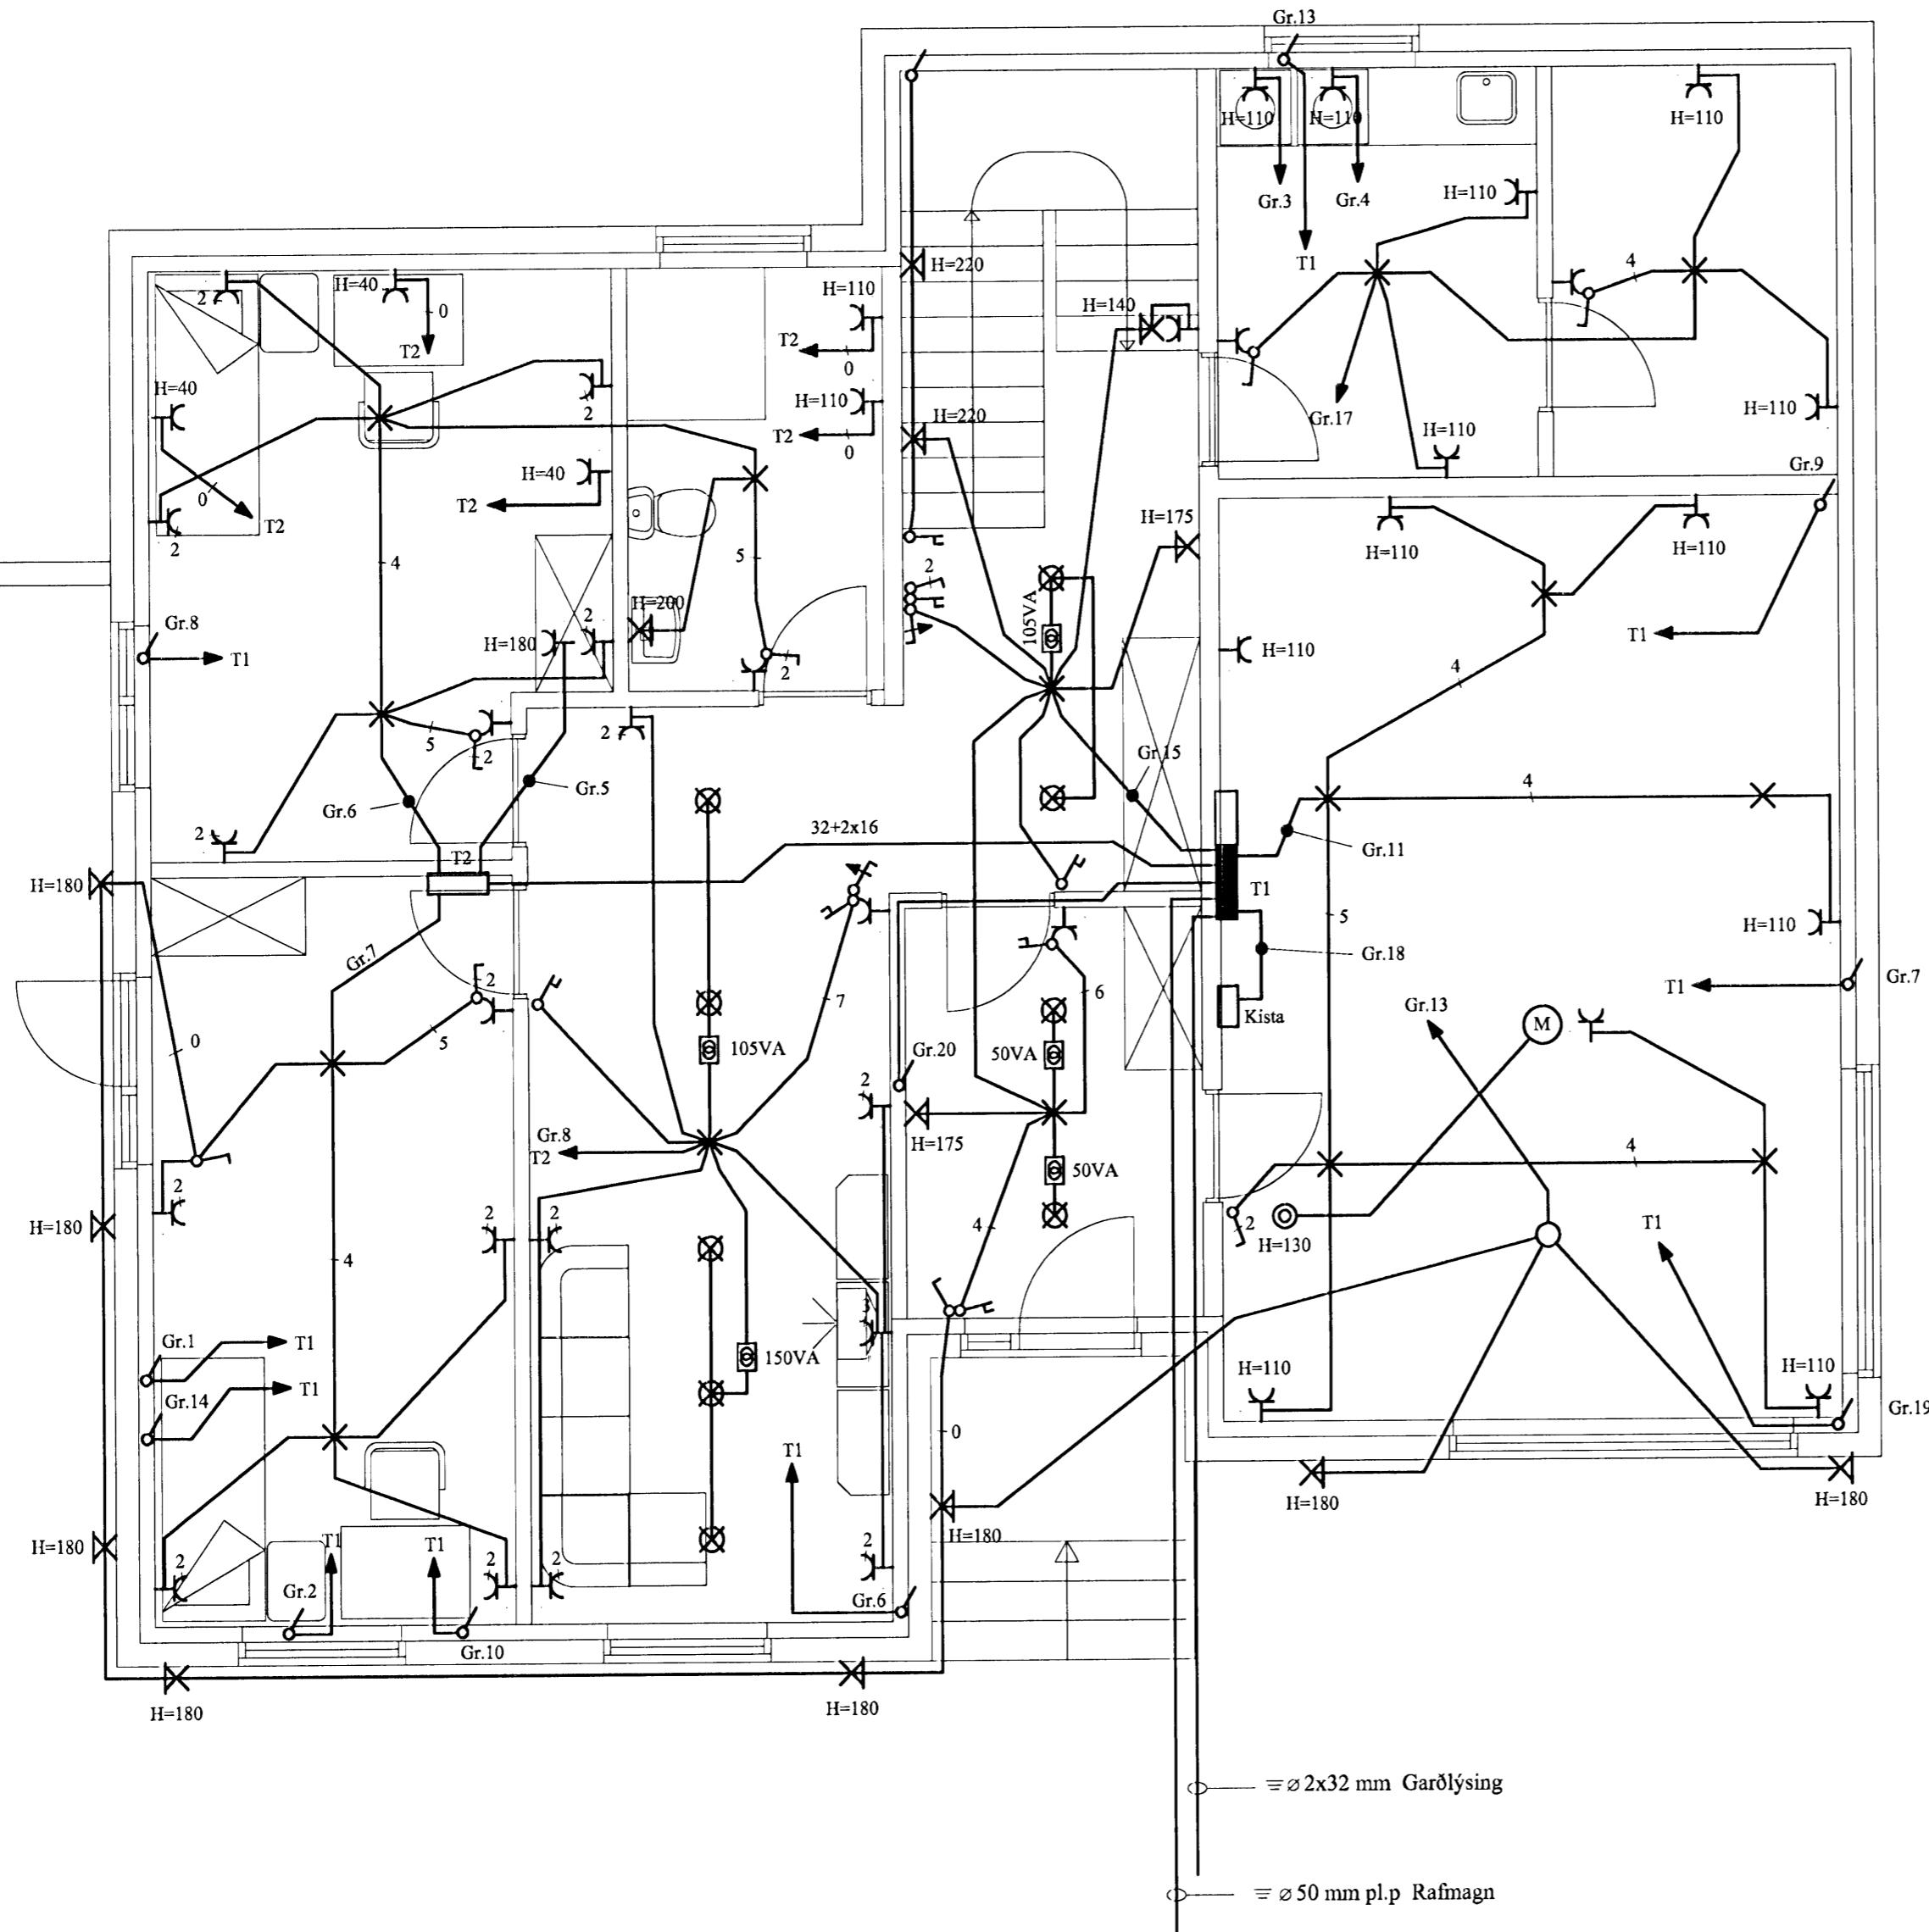 Gr.13
H=110
H=110
H=110
Gr.3
Gr.4
H=110
T1
4
H=220
H=140
2
H=40
0
T2
H=110
T2
0
H=40
2
H=110
T2
0
H=220
Gr.17
H=110
H=110
Gr.9
H=40
T2
0
T2
2
H=175
H=110
H=110
4
5
2
105VA
H=200
Gr.8
T1
H=180
2
2
H=110
T1
4
5
2
2
Gr.15
Gr.6
Gr.5
4
2
32+2x16
Gr.11
T2
H=180
T1
5
H=110
Gr.7
2
Gr.18
Gr.7
T1
7
6
0
5
Kista
Gr.13
M
105VA
50VA
Gr.20
2
Gr.8
T2
H=175
4
50VA
2
H=180
2
2
4
2
H=130
T1
4
3
Gr.1
T1
150VA
H=110
H=110
Gr.14
T1
Gr.19
T1
0
H=180
H=180
H=180
H=180
T1
T1
2
2
2
2
Gr.2
Gr.6
Gr.10
H=180
H=180
⌀ 2x32 mm Garðlýsing
⌀ 50 mm pl.p Rafmagn